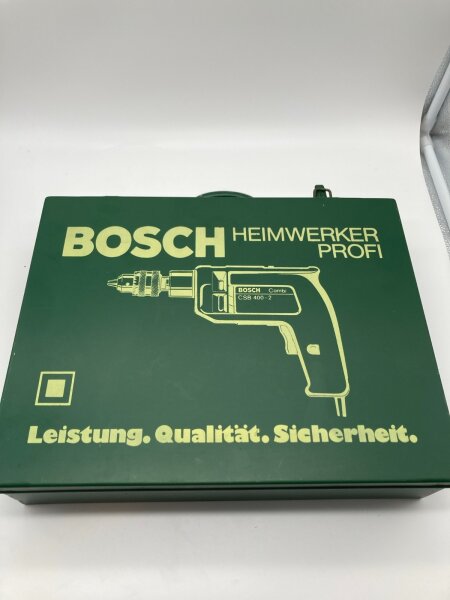 BOSCH HEIMWERKER
PROFI
BOSCH Combi
CSB 400-2
Leistung. Qualität. Sicherheit.